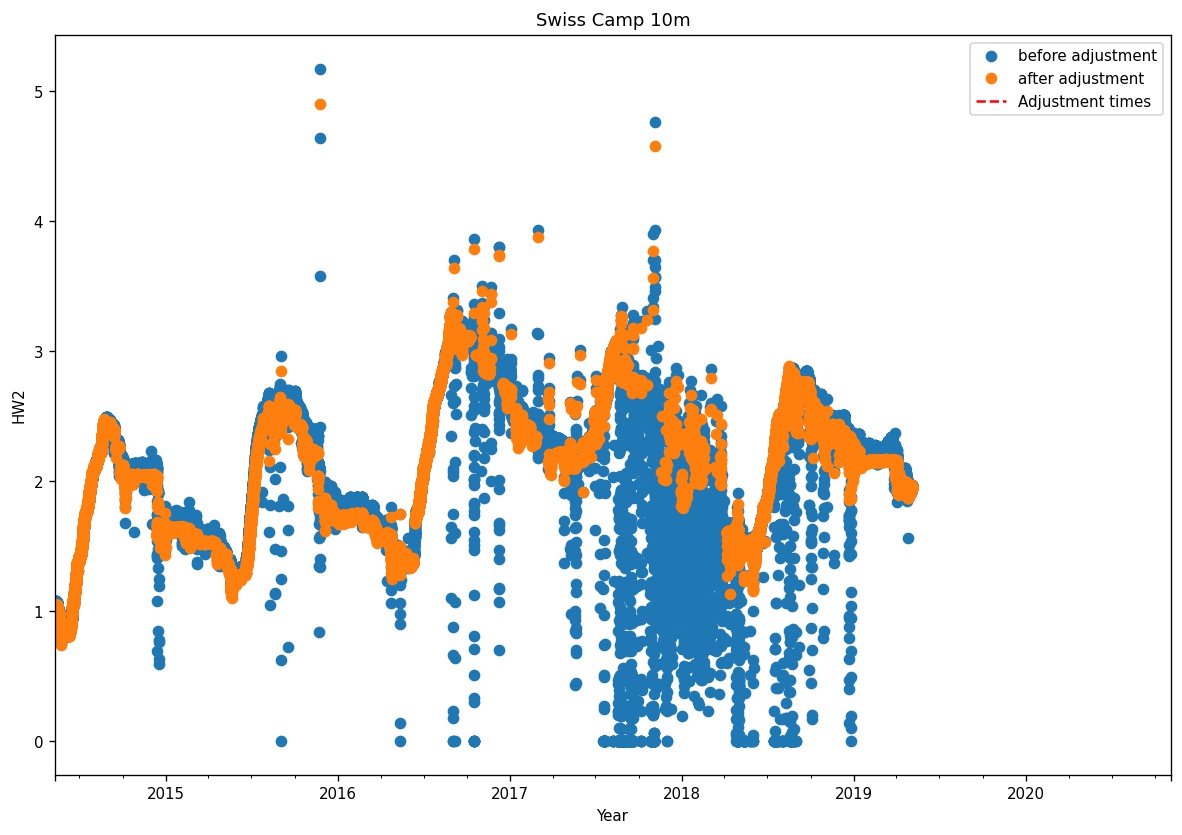 Swiss Camp 10m
before adjustment
after adjustment
Adjustment times
HW2
5
4
3
2
1
0
2015 2016 2017 2018 2019 2020
Year